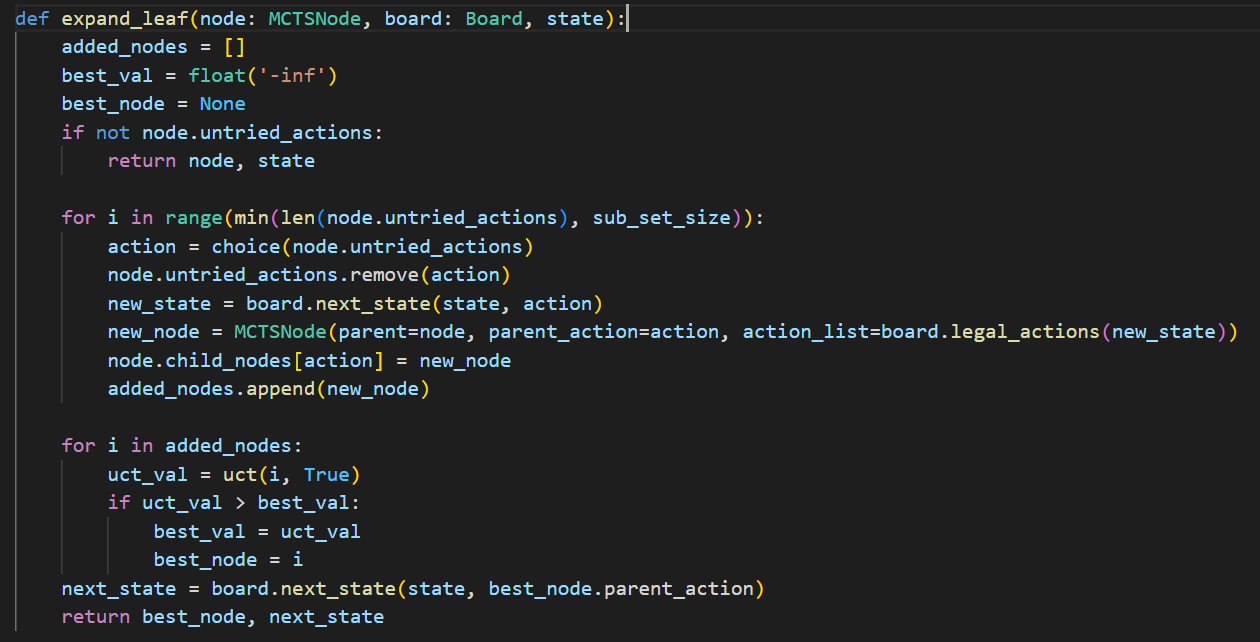 def expand_leaf(node: MCTSNode, board: Board, state):
    added_nodes = []
    best_val = float('-inf')
    best_node = None
    if not node.untried_actions:
        return node, state

    for i in range(min(len(node.untried_actions), sub_set_size)):
        action = choice(node.untried_actions)
        node.untried_actions.remove(action)
        new_state = board.next_state(state, action)
        new_node = MCTSNode(parent=node, parent_action=action, action_list=board.legal_actions(new_state))
        node.child_nodes[action] = new_node
        added_nodes.append(new_node)

    for i in added_nodes:
        uct_val = uct(i, True)
        if uct_val > best_val:
            best_val = uct_val
            best_node = i
    next_state = board.next_state(state, best_node.parent_action)
    return best_node, next_state